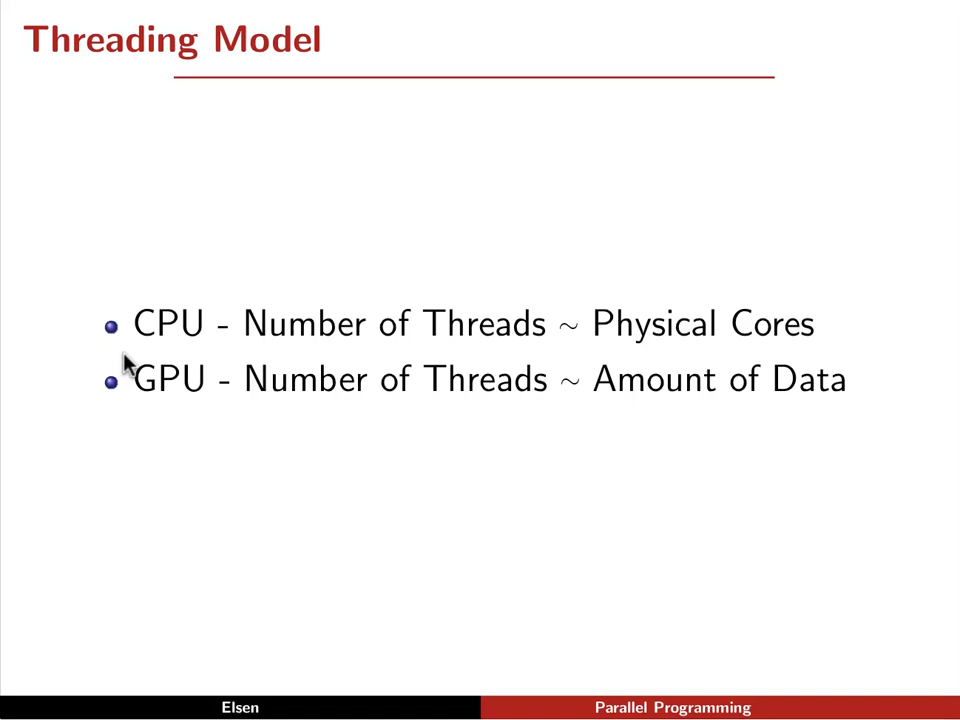 Threading Model
CPU - Number of Threads ~ Physical Cores
GPU - Number of Threads ~ Amount of Data
Elsen
Parallel Programming